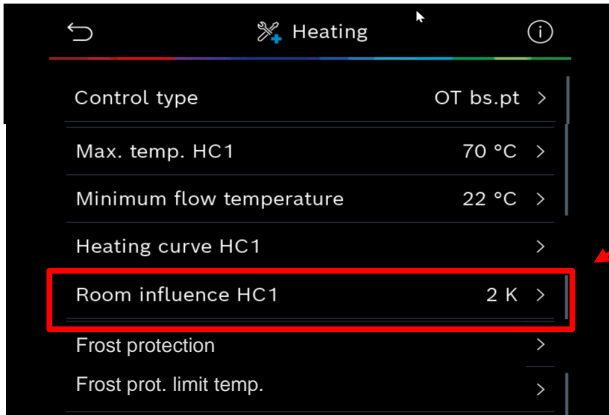 Heating
Control type OT bs.pt >
Max. temp. HC1 70 °C >
Minimum flow temperature 22 °C >
Heating curve HC1 >
Room influence HC1 2 K >
Frost protection >
Frost prot. limit temp. >